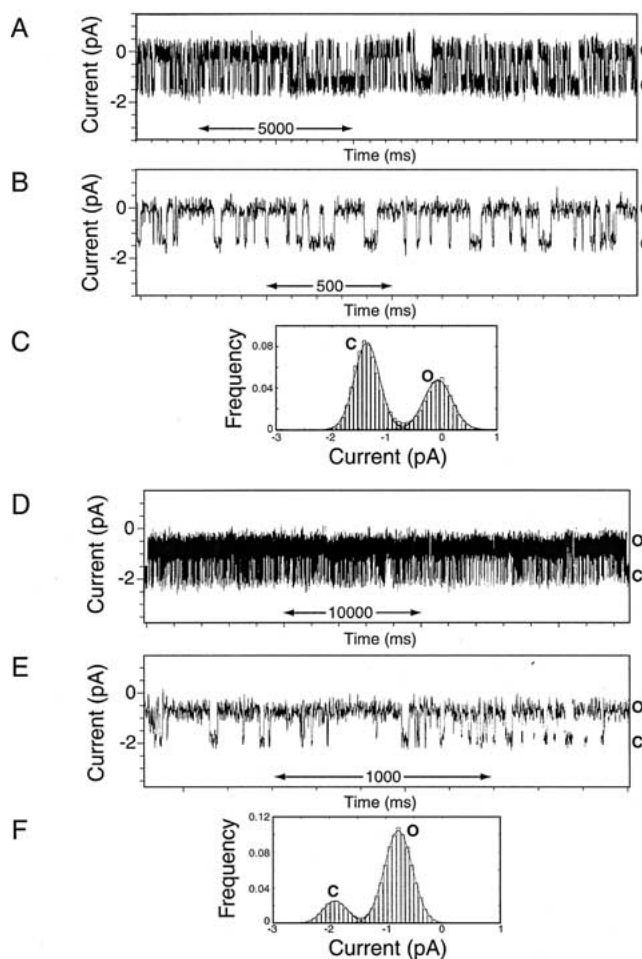 A
Current (pA)
0
-2
5000
Time (ms)
B
Current (pA)
0
-2
500
Time (ms)
C
Frequency
0.08
0.04
0
C
O
-3 -2 -1 0 1
Current (pA)
D
Current (pA)
0
-2
O
C
10000
Time (ms)
E
Current (pA)
0
-2
O
C
1000
Time (ms)
F
Frequency
0.12
0.08
0.04
0
C
O
-3 -2 -1 0 1
Current (pA)